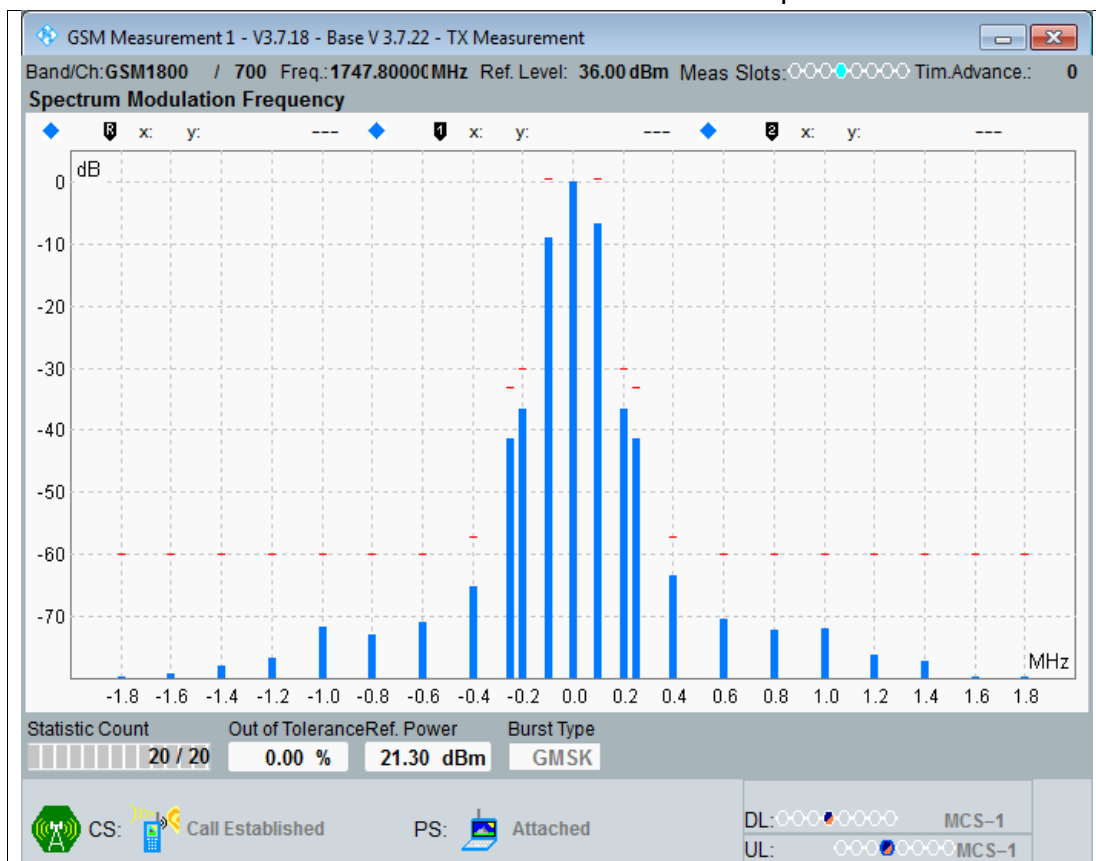 GSM Measurement 1 - V3.7.18 - Base V 3.7.22 - TX Measurement
Band/Ch:GSM1800 / 700 Freq.:1747.80000MHz Ref. Level: 36.00 dBm Meas Slots: Tim.Advance.: 0
Spectrum Modulation Frequency
R x: y: --- 1 x: y: --- 2 x: y: ---
dB
0
-10
-20
-30
-40
-50
-60
-70
MHz
-1.8 -1.6 -1.4 -1.2 -1.0 -0.8 -0.6 -0.4 -0.2 0.0 0.2 0.4 0.6 0.8 1.0 1.2 1.4 1.6 1.8
Statistic Count Out of Tolerance Ref. Power Burst Type
20 / 20 0.00 % 21.30 dBm GMSK
CS: Call Established PS: Attached
DL: MCS-1
UL: MCS-1